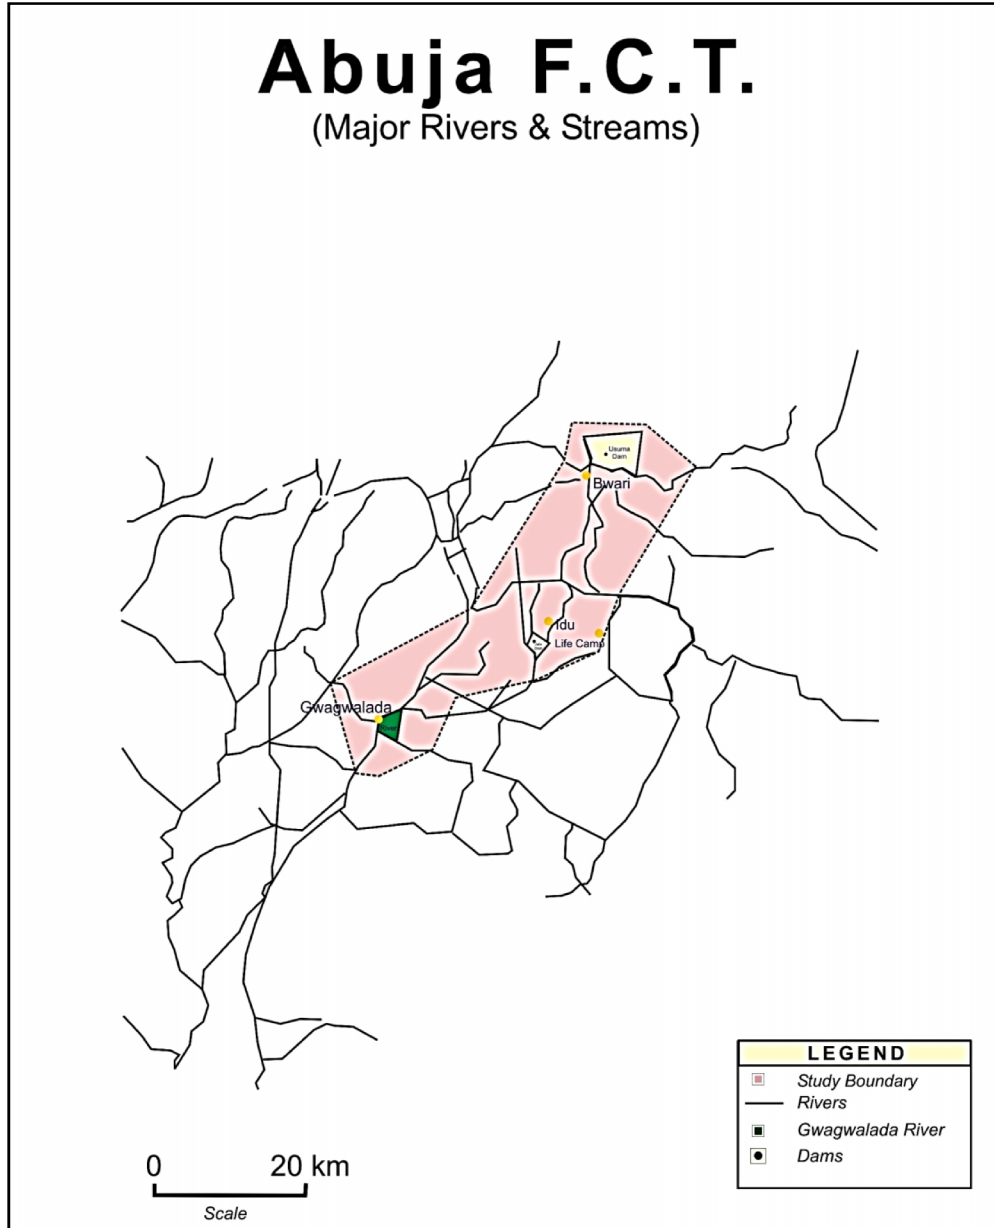 Abuja F.C.T.
(Major Rivers & Streams)
Usuma
Dam
Bwari
Idu
Life Camp
Gwagwalada
River
LEGEND
Study Boundary
Rivers
Gwagwalada River
Dams
0 20 km
Scale